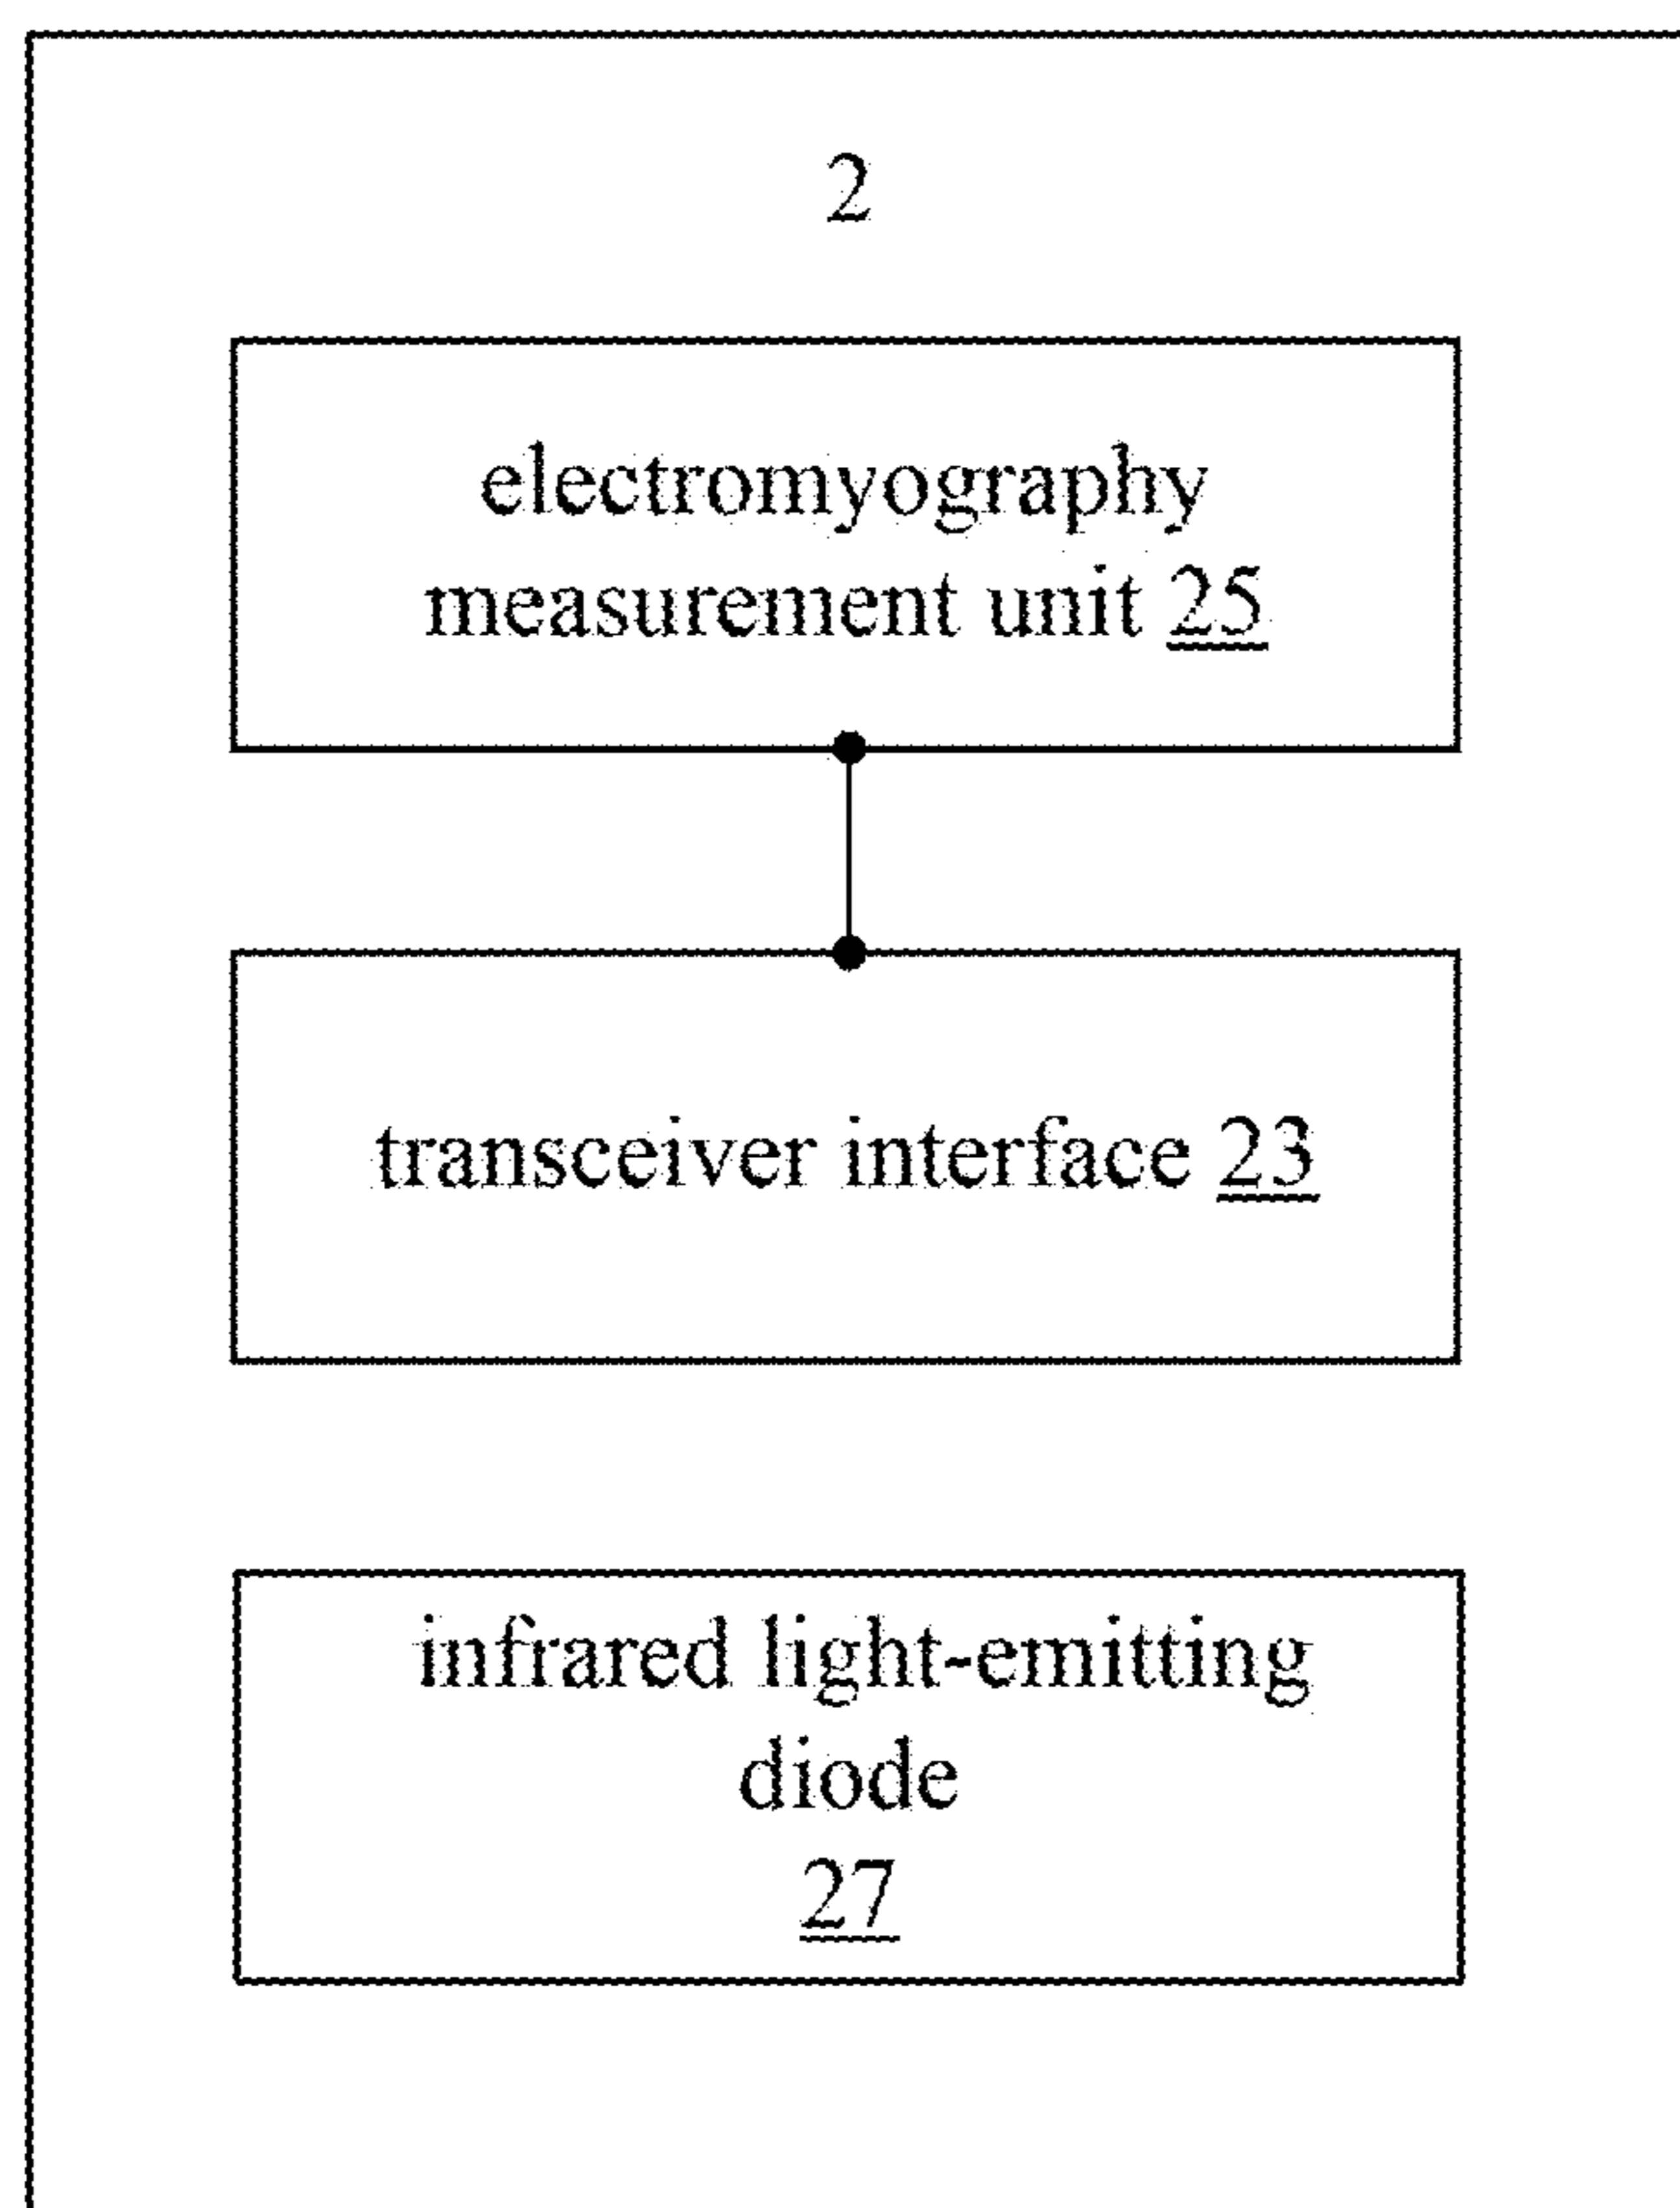 2
electromyography
measurement unit 25
transceiver interface 23
infrared light-emitting
diode
27